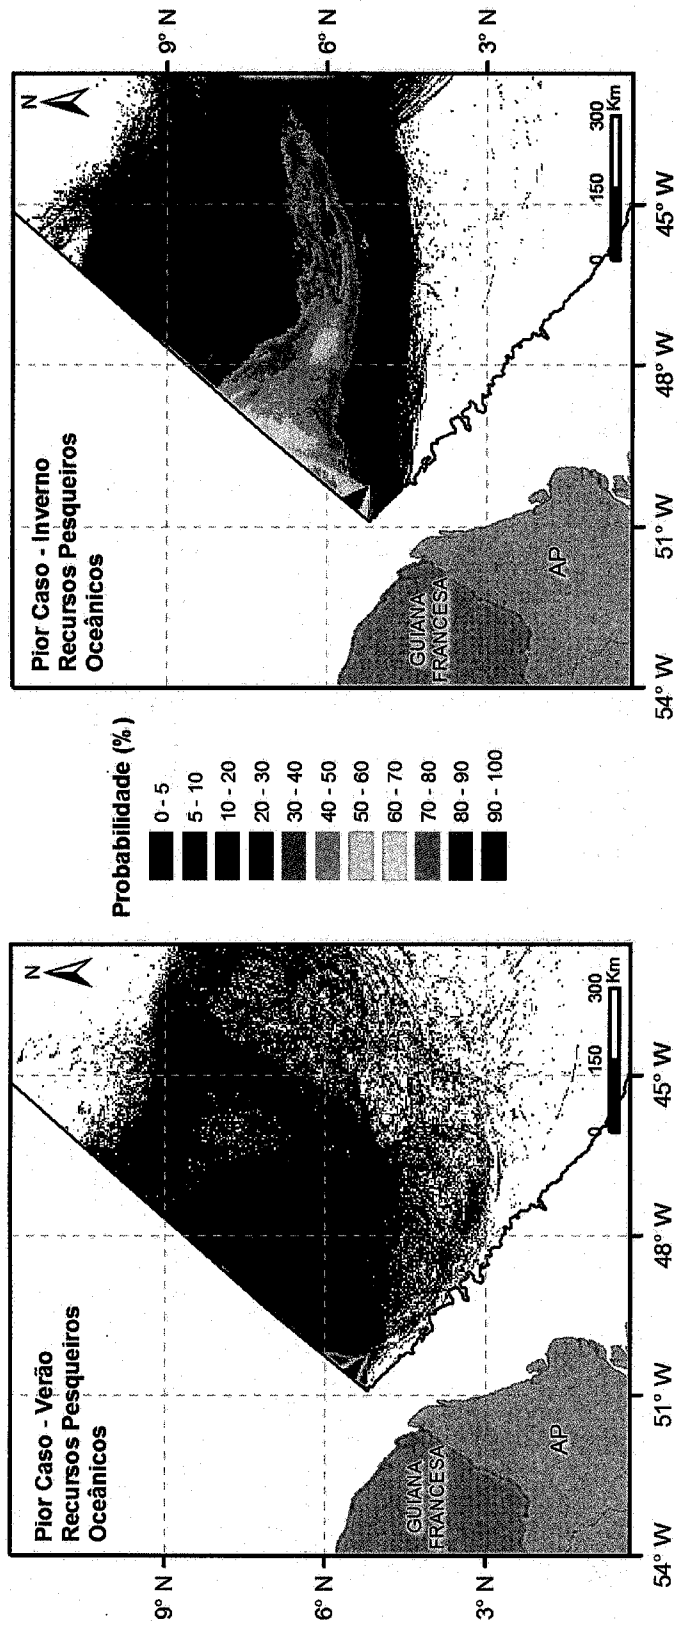 Pior Caso - Verão
Recursos Pesqueiros
Oceânicos
N
9° N
6° N
3° N
GUIANA
FRANCESA
AP
0 150 300
Km
54° W 51° W 48° W 45° W
Probabilidade (%)
0 - 5
5 - 10
10 - 20
20 - 30
30 - 40
40 - 50
50 - 60
60 - 70
70 - 80
80 - 90
90 - 100
Pior Caso - Inverno
Recursos Pesqueiros
Oceânicos
N
9° N
6° N
3° N
GUIANA
FRANCESA
AP
0 150 300
Km
54° W 51° W 48° W 45° W